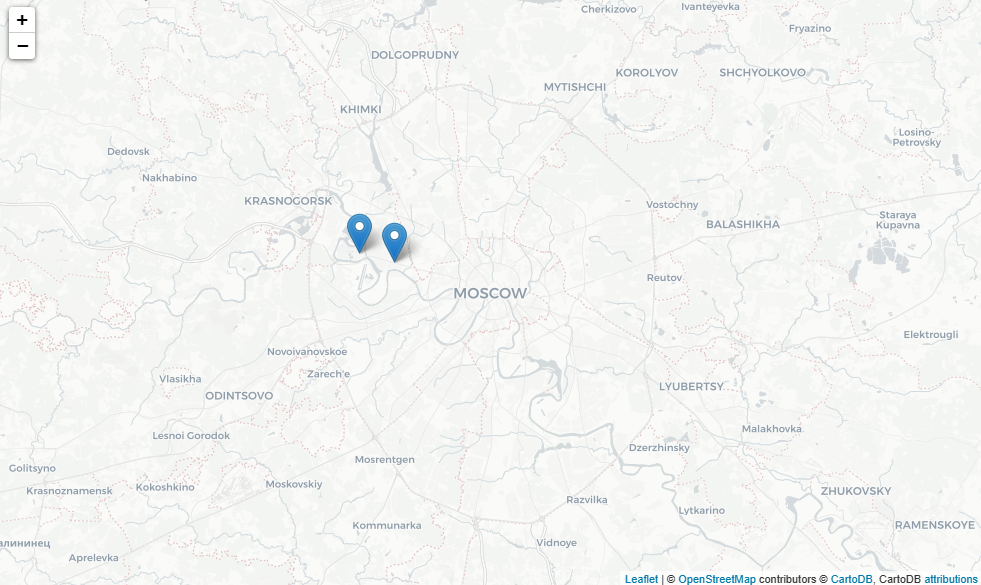 +
−
Cherkizovo
Ivanteyevka
Fryazino
DOLGOPRUDNY
KOROLYOV
SHCHYOLKOVO
MYTISHCHI
KHIMKI
Losino-
Petrovsky
Dedovsk
Nakhabino
KRASNOGORSK
Vostochny
BALASHIKHA
Staraya
Kupavna
Reutov
MOSCOW
Elektrougli
Novoivanovskoe
Zarech'e
Vlasikha
ODINTSOVO
LYUBERTSY
Malakhovka
Lesnoi Gorodok
Dzerzhinsky
Mosrentgen
Golitsyno
Krasnoznamensk
Kokoshkino
Moskovskiy
ZHUKOVSKY
Razvilka
Lytkarino
Kommunarka
RAMENSKOYE
алининец
Vidnoye
Aprelevka
Leaflet | © OpenStreetMap contributors © CartoDB, CartoDB attributions